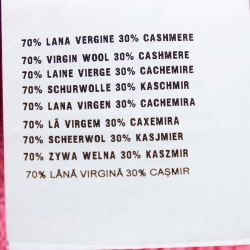 70% LANA VERGINE 30% CASHMERE
70% VIRGIN WOOL 30% CASHMERE
70% LAINE VIERGE 30% CACHEMIRE
70% SCHURWOLLE 30% KASCHMIR
70% LANA VIRGEN 30% CACHEMIRA
70% LÃ VIRGEM 30% CAXEMIRA
70% SCHEERWOL 30% KASJMIER
70% ZYWA WELNA 30% KASZMIR
70% LÂNĂ VIRGINĂ 30% CAŞMIR